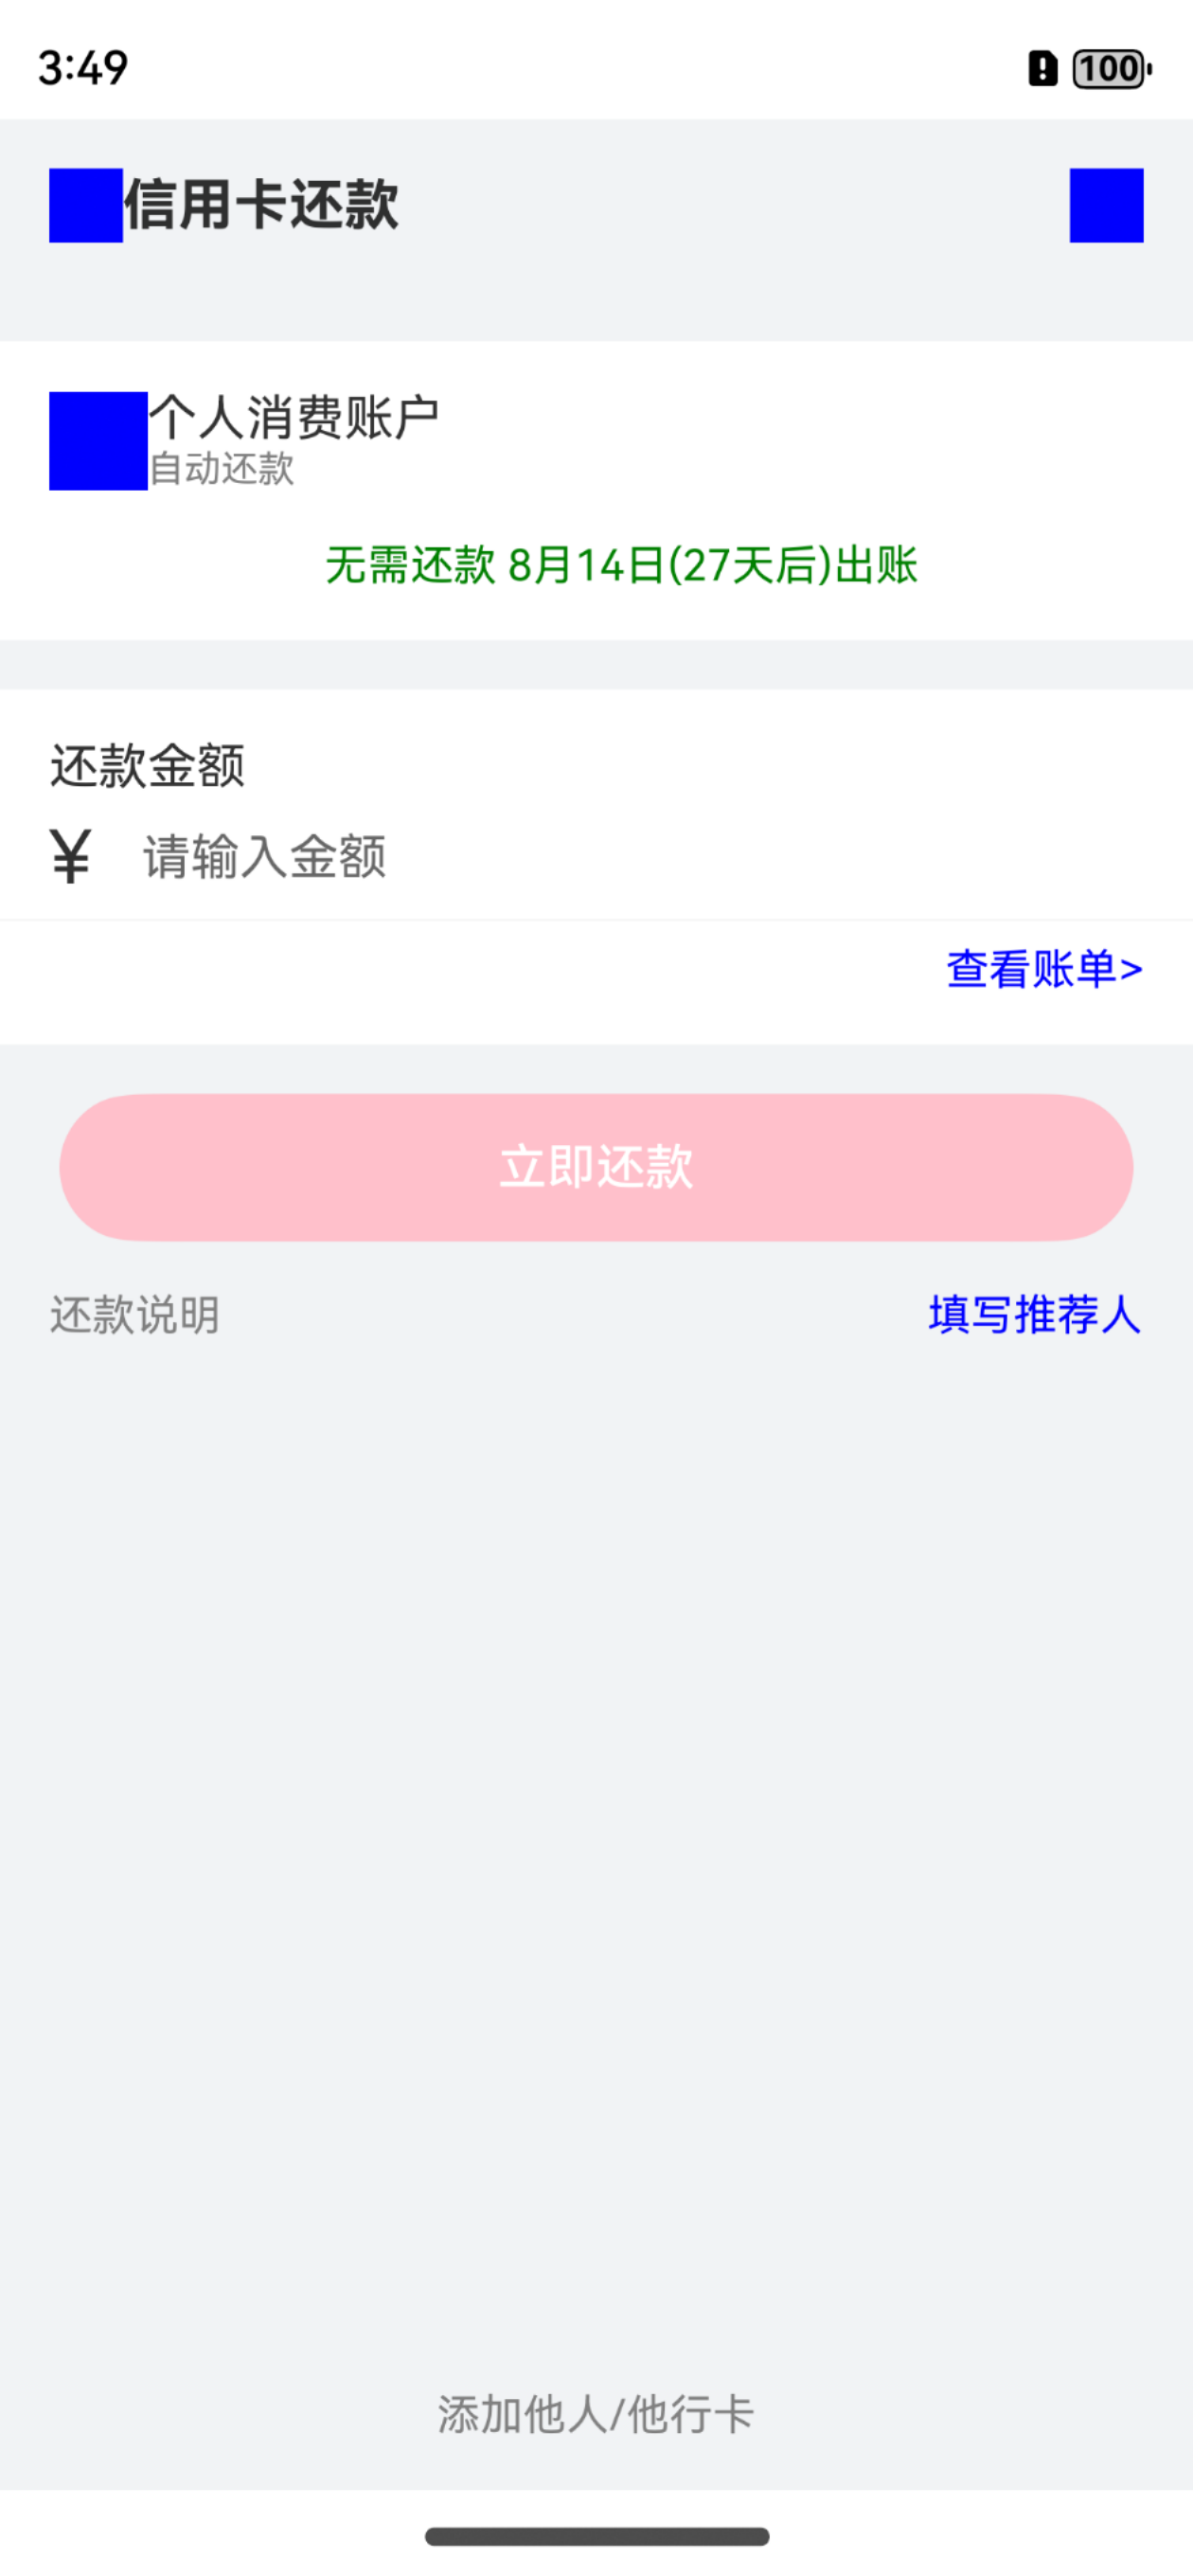 3:49
100
信用卡还款
个人消费账户
自动还款
无需还款 8月14日(27天后)出账
还款金额
¥ 请输入金额
查看账单>
立即还款
还款说明
填写推荐人
添加他人/他行卡